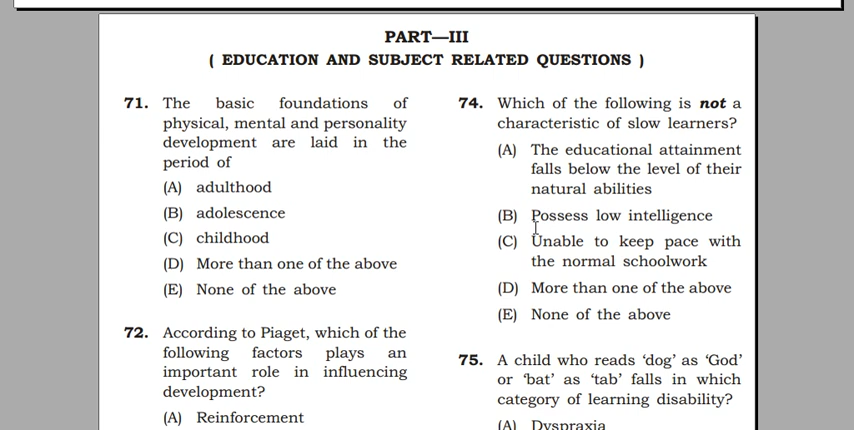 PART—III
( EDUCATION AND SUBJECT RELATED QUESTIONS )
71. The basic foundations of
physical, mental and personality
development are laid in the
period of
(A) adulthood
(B) adolescence
(C) childhood
(D) More than one of the above
(E) None of the above
72. According to Piaget, which of the
following factors plays an
important role in influencing
development?
(A) Reinforcement
74. Which of the following is not a
characteristic of slow learners?
(A) The educational attainment
falls below the level of their
natural abilities
(B) Possess low intelligence
(C) Unable to keep pace with
the normal schoolwork
(D) More than one of the above
(E) None of the above
75. A child who reads ‘dog’ as ‘God’
or ‘bat’ as ‘tab’ falls in which
category of learning disability?
(A) Dyspraxia